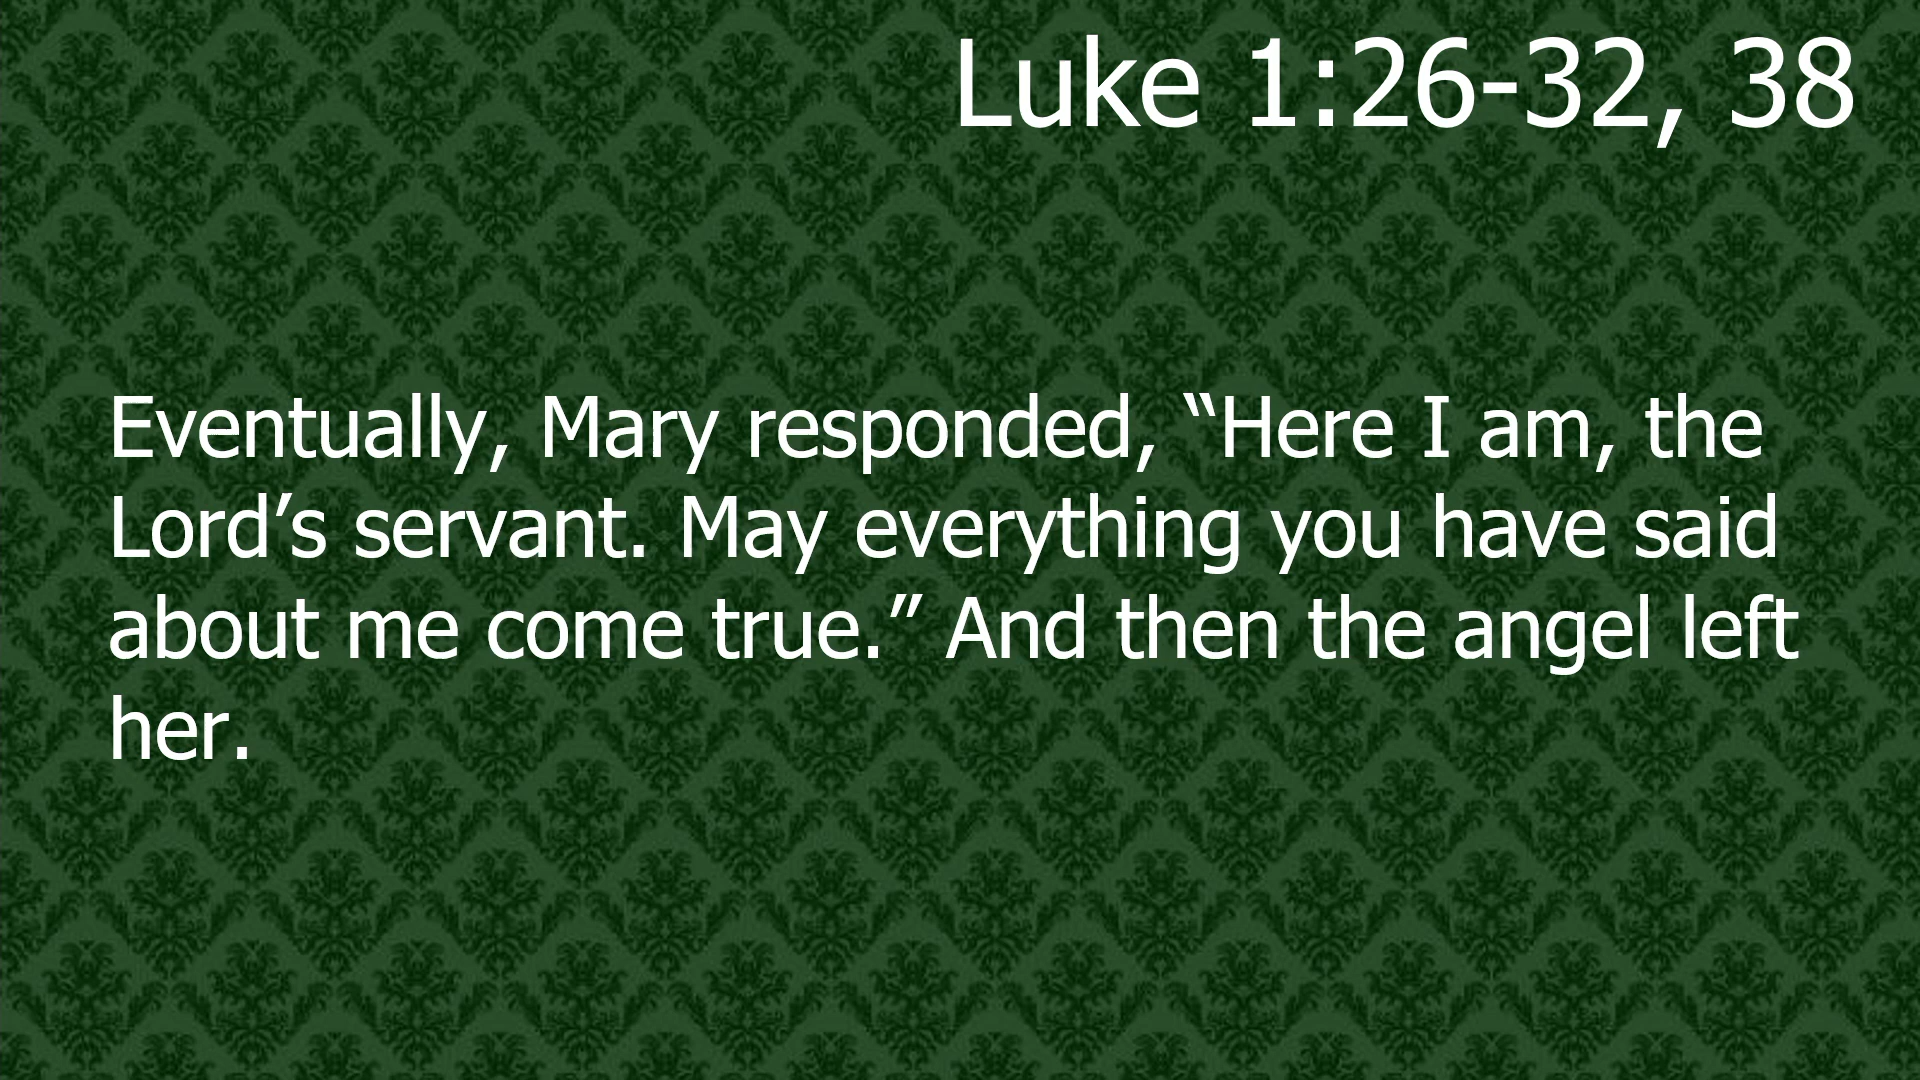 Luke 1:26-32, 38
Eventually, Mary responded, “Here I am, the
Lord’s servant. May everything you have said
about me come true.” And then the angel left
her.